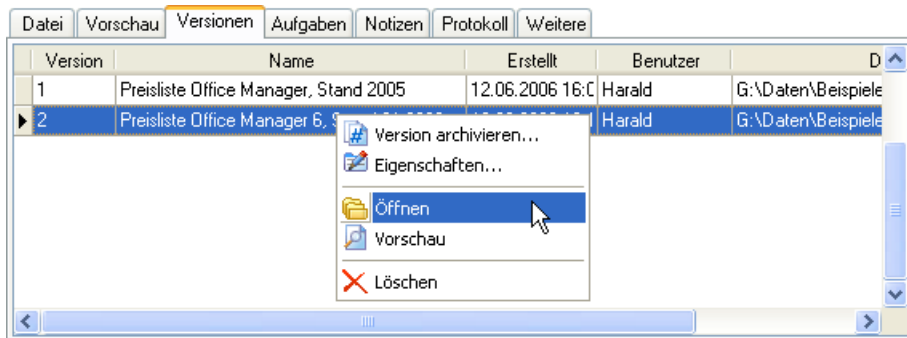 Datei Vorschau Versionen Aufgaben Notizen Protokoll Weitere
Version Name Erstellt Benutzer D
1 Preisliste Office Manager, Stand 2005 12.06.2006 16:0 Harald G:\Daten\Beispiele
2 Preisliste Office Manager 6, Harald G:\Daten\Beispiele
Version archivieren...
Eigenschaften...
Öffnen
Vorschau
Löschen